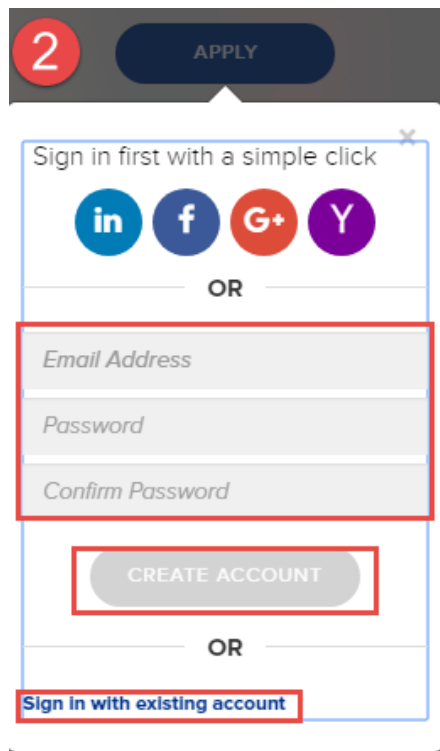 2
APPLY
×
Sign in first with a simple click
in f G+ Y
OR
Email Address
Password
Confirm Password
CREATE ACCOUNT
OR
Sign in with existing account